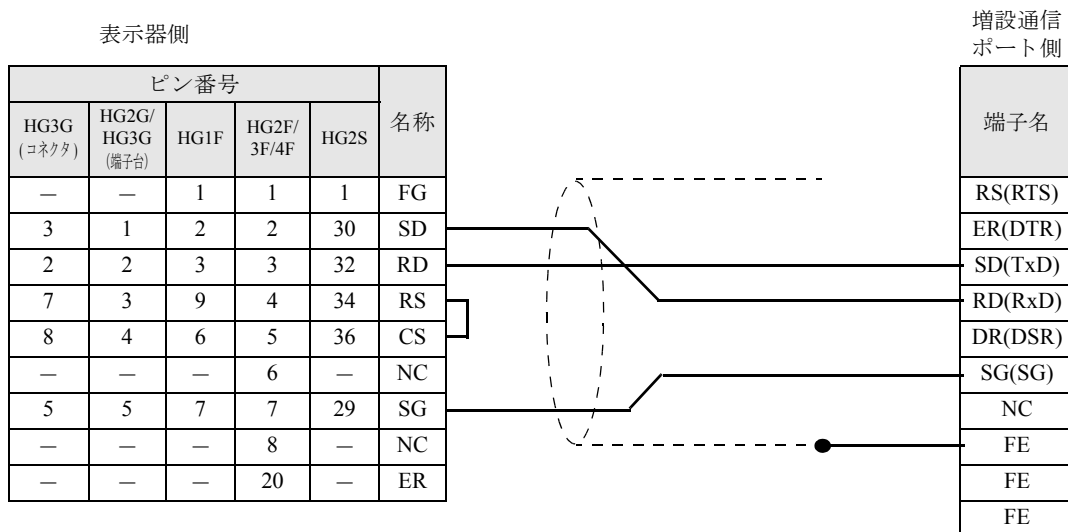 表示器側
増設通信
ポート側
ピン番号
名称
HG3G
(コネクタ)
HG2G/
HG3G
(端子台)
HG1F
HG2F/
3F/4F
HG2S
端子名
— — 1 1 1 FG
3 1 2 2 30 SD
2 2 3 3 32 RD
7 3 9 4 34 RS
8 4 6 5 36 CS
— — — 6 — NC
5 5 7 7 29 SG
— — — 8 — NC
— — — 20 — ER
RS(RTS)
ER(DTR)
SD(TxD)
RD(RxD)
DR(DSR)
SG(SG)
NC
FE
FE
FE